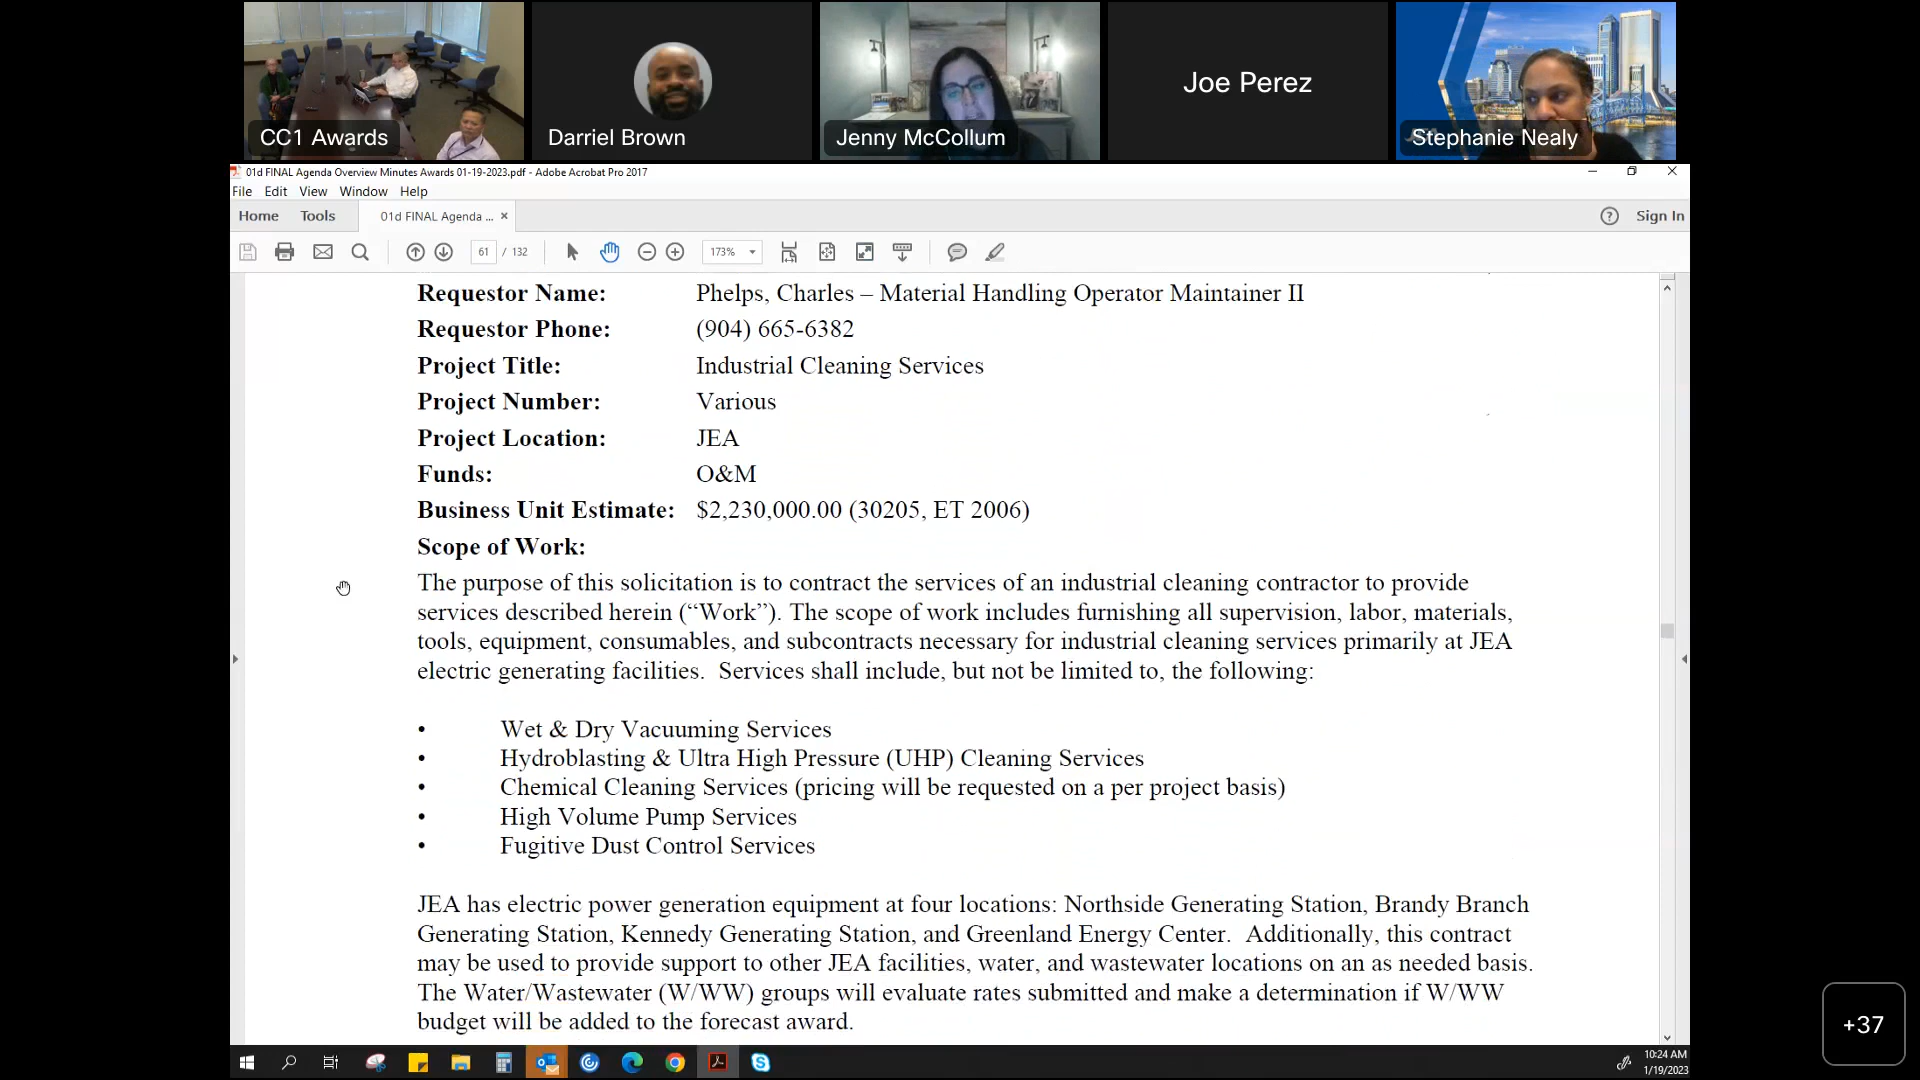 CC1 Awards
Darriel Brown
Jenny McCollum
Joe Perez
Stephanie Nealy
01d FINAL Agenda Overview Minutes Awards 01-19-2023.pdf - Adobe Acrobat Pro 2017
File Edit View Window Help
Home Tools 01d FINAL Agenda ... × Sign In
61 / 132 173%
Requestor Name: Phelps, Charles – Material Handling Operator Maintainer II
Requestor Phone: (904) 665-6382
Project Title: Industrial Cleaning Services
Project Number: Various
Project Location: JEA
Funds: O&M
Business Unit Estimate: $2,230,000.00 (30205, ET 2006)
Scope of Work:
The purpose of this solicitation is to contract the services of an industrial cleaning contractor to provide
services described herein (“Work”). The scope of work includes furnishing all supervision, labor, materials,
tools, equipment, consumables, and subcontracts necessary for industrial cleaning services primarily at JEA
electric generating facilities. Services shall include, but not be limited to, the following:
• Wet & Dry Vacuuming Services
• Hydroblasting & Ultra High Pressure (UHP) Cleaning Services
• Chemical Cleaning Services (pricing will be requested on a per project basis)
• High Volume Pump Services
• Fugitive Dust Control Services
JEA has electric power generation equipment at four locations: Northside Generating Station, Brandy Branch
Generating Station, Kennedy Generating Station, and Greenland Energy Center. Additionally, this contract
may be used to provide support to other JEA facilities, water, and wastewater locations on an as needed basis.
The Water/Wastewater (W/WW) groups will evaluate rates submitted and make a determination if W/WW
budget will be added to the forecast award.
+37
10:24 AM
1/19/2023